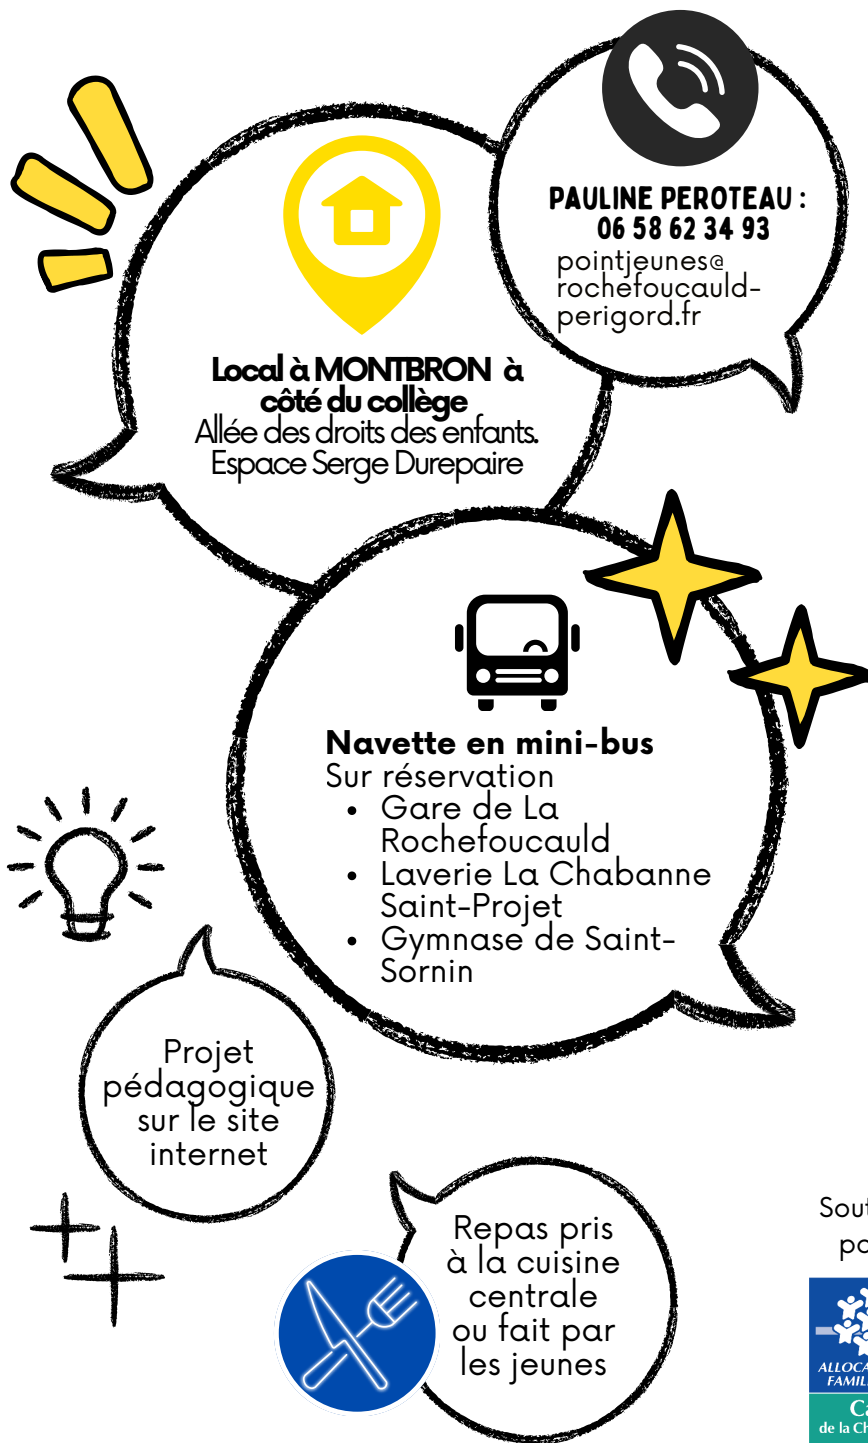 PAULINE PEROTEAU :
06 58 62 34 93
pointjeunes@
rochefoucauld-
perigord.fr
Local à MONTBRON à
côté du collège
Allée des droits des enfants.
Espace Serge Durepaire
Navette en mini-bus
Sur réservation
• Gare de La
Rochefoucauld
• Laverie La Chabanne
Saint-Projet
• Gymnase de Saint-
Sornin
Projet
pédagogique
sur le site
internet
Repas pris
à la cuisine
centrale
ou fait par
les jeunes
de la